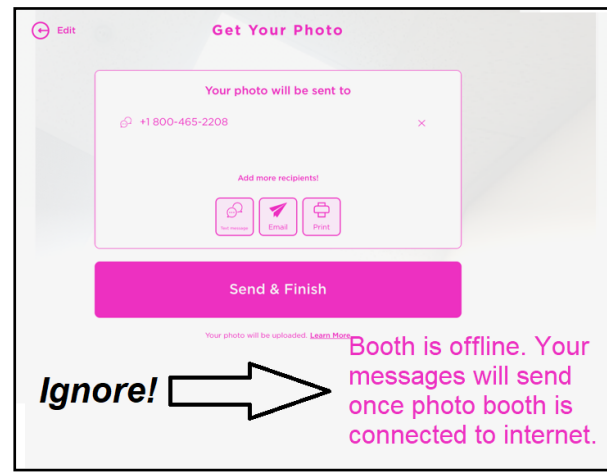 Edit
Get Your Photo
Your photo will be sent to
+1 800-465-2208
Add more recipients!
Text message
Email
Print
Send & Finish
Your photo will be uploaded. Learn More
Booth is offline. Your
messages will send
once photo booth is
connected to internet.
Ignore!